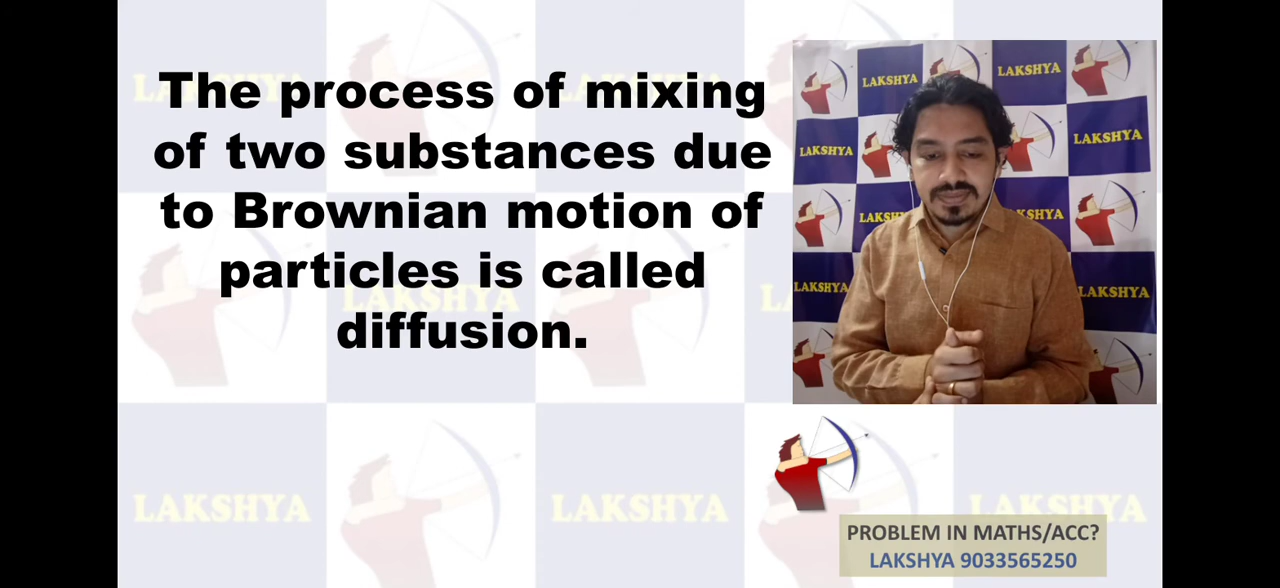 The process of mixing
of two substances due
to Brownian motion of
particles is called
diffusion.
LAKSHYA
LAKSHYA
LAKSHYA
LAKSHYA
LAKSHYA
LAKSHYA
LAKSHYA
LAKSHYA
LAKSHYA
LAKSHYA
PROBLEM IN MATHS/ACC?
LAKSHYA 9033565250